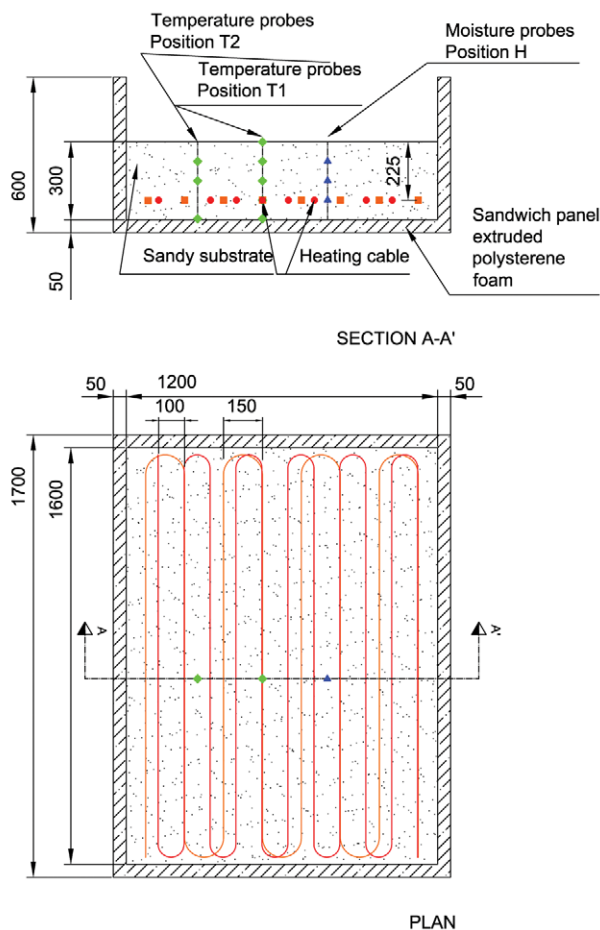 Temperature probes
Position T2
Moisture probes
Position H
Temperature probes
Position T1
600
300
50
225
Sandy substrate
Heating cable
Sandwich panel
extruded
polysterene
foam
SECTION A-A'
50
1200
50
100
150
1700
1600
A
A'
PLAN